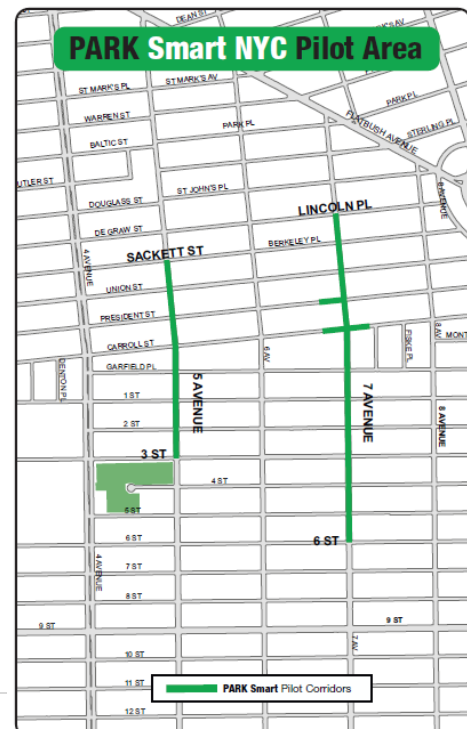 DEAN ST
PARK Smart NYC Pilot Area
ST MARK'S PL
ST MARK'S AV
WARREN ST
PARK PL
PARK PL
BALTIC ST
FLATBUSH AVENUE
STERLING PL
UTLER ST
ST JOHN'S PL
8 AVENUE
DOUGLASS ST
LINCOLN PL
DE GRAW ST
BERKELEY PL
SACKETT ST
4 AVENUE
UNION ST
PRESIDENT ST
CARROLL ST
6 AV
8 AV
MONT
FISKE PL
DENTON PL
GARFIELD PL
1 ST
5 AVENUE
7 AVENUE
8 AVENUE
2 ST
3 ST
4 ST
5 ST
6 ST
6 ST
4 AVENUE
7 ST
8 ST
9 ST
9 ST
7 AV
10 ST
11 ST
PARK Smart Pilot Corridors
12 ST